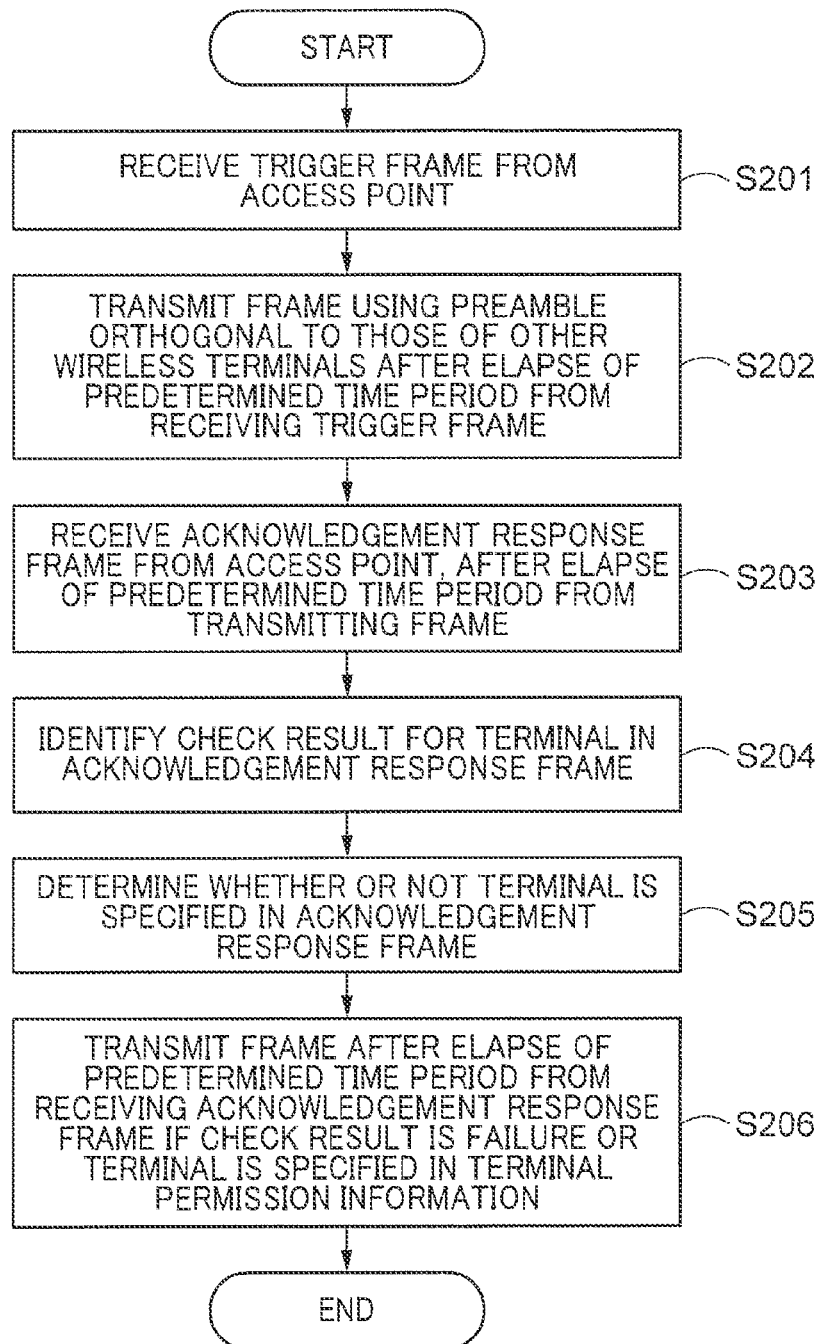 START
RECEIVE TRIGGER FRAME FROM
ACCESS POINT
S201
TRANSMIT FRAME USING PREAMBLE
ORTHOGONAL TO THOSE OF OTHER
WIRELESS TERMINALS AFTER ELAPSE OF
PREDETERMINED TIME PERIOD FROM
RECEIVING TRIGGER FRAME
S202
RECEIVE ACKNOWLEDGEMENT RESPONSE
FRAME FROM ACCESS POINT, AFTER ELAPSE
OF PREDETERMINED TIME PERIOD FROM
TRANSMITTING FRAME
S203
IDENTIFY CHECK RESULT FOR TERMINAL IN
ACKNOWLEDGEMENT RESPONSE FRAME
S204
DETERMINE WHETHER OR NOT TERMINAL IS
SPECIFIED IN ACKNOWLEDGEMENT
RESPONSE FRAME
S205
TRANSMIT FRAME AFTER ELAPSE OF
PREDETERMINED TIME PERIOD FROM
RECEIVING ACKNOWLEDGEMENT RESPONSE
FRAME IF CHECK RESULT IS FAILURE OR
TERMINAL IS SPECIFIED IN TERMINAL
PERMISSION INFORMATION
S206
END